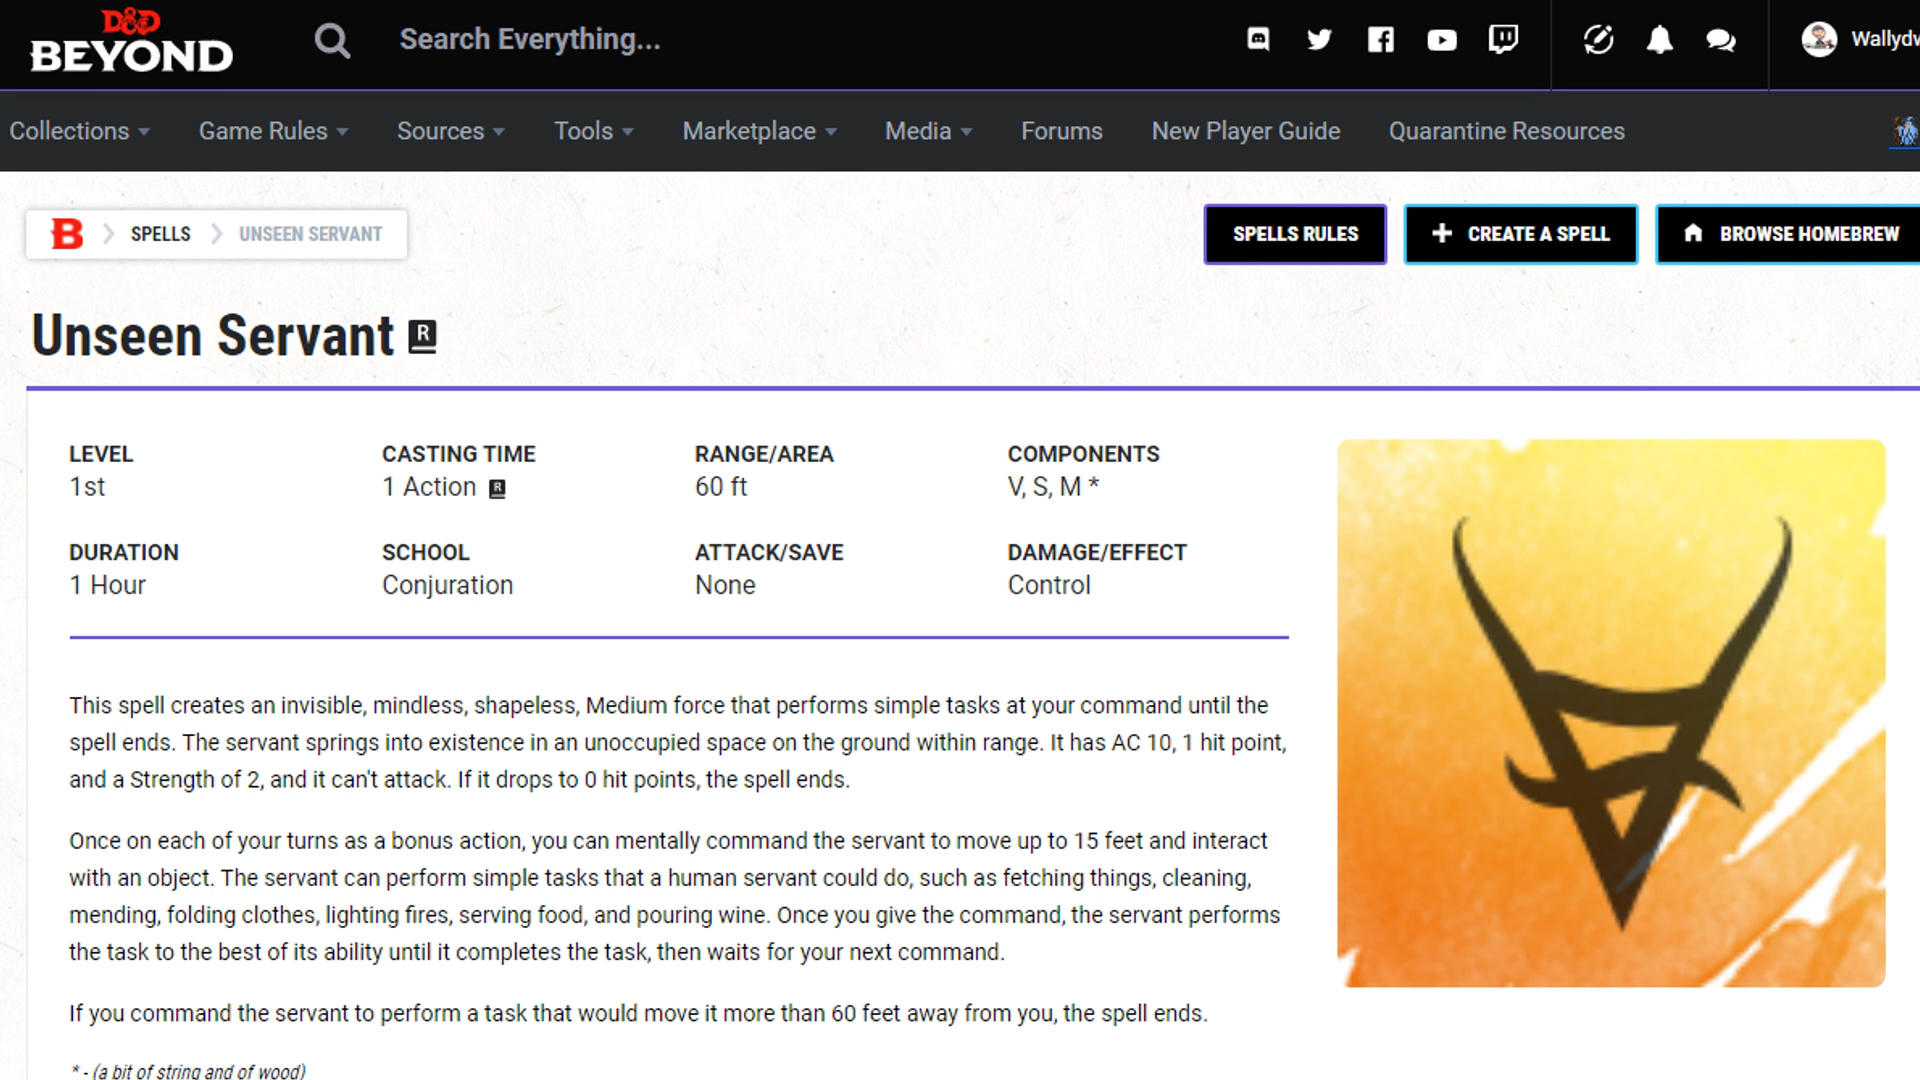 D&D
BEYOND
Search Everything...
Collections Game Rules Sources Tools Marketplace Media Forums New Player Guide Quarantine Resources
B SPELLS UNSEEN SERVANT
SPELLS RULES
+ CREATE A SPELL
BROWSE HOMEBREW
Unseen Servant R
LEVEL CASTING TIME RANGE/AREA COMPONENTS
1st 1 Action R 60 ft V, S, M *
DURATION SCHOOL ATTACK/SAVE DAMAGE/EFFECT
1 Hour Conjuration None Control
This spell creates an invisible, mindless, shapeless, Medium force that performs simple tasks at your command until the
spell ends. The servant springs into existence in an unoccupied space on the ground within range. It has AC 10, 1 hit point,
and a Strength of 2, and it can't attack. If it drops to 0 hit points, the spell ends.
Once on each of your turns as a bonus action, you can mentally command the servant to move up to 15 feet and interact
with an object. The servant can perform simple tasks that a human servant could do, such as fetching things, cleaning,
mending, folding clothes, lighting fires, serving food, and pouring wine. Once you give the command, the servant performs
the task to the best of its ability until it completes the task, then waits for your next command.
If you command the servant to perform a task that would move it more than 60 feet away from you, the spell ends.
* - (a bit of string and of wood)